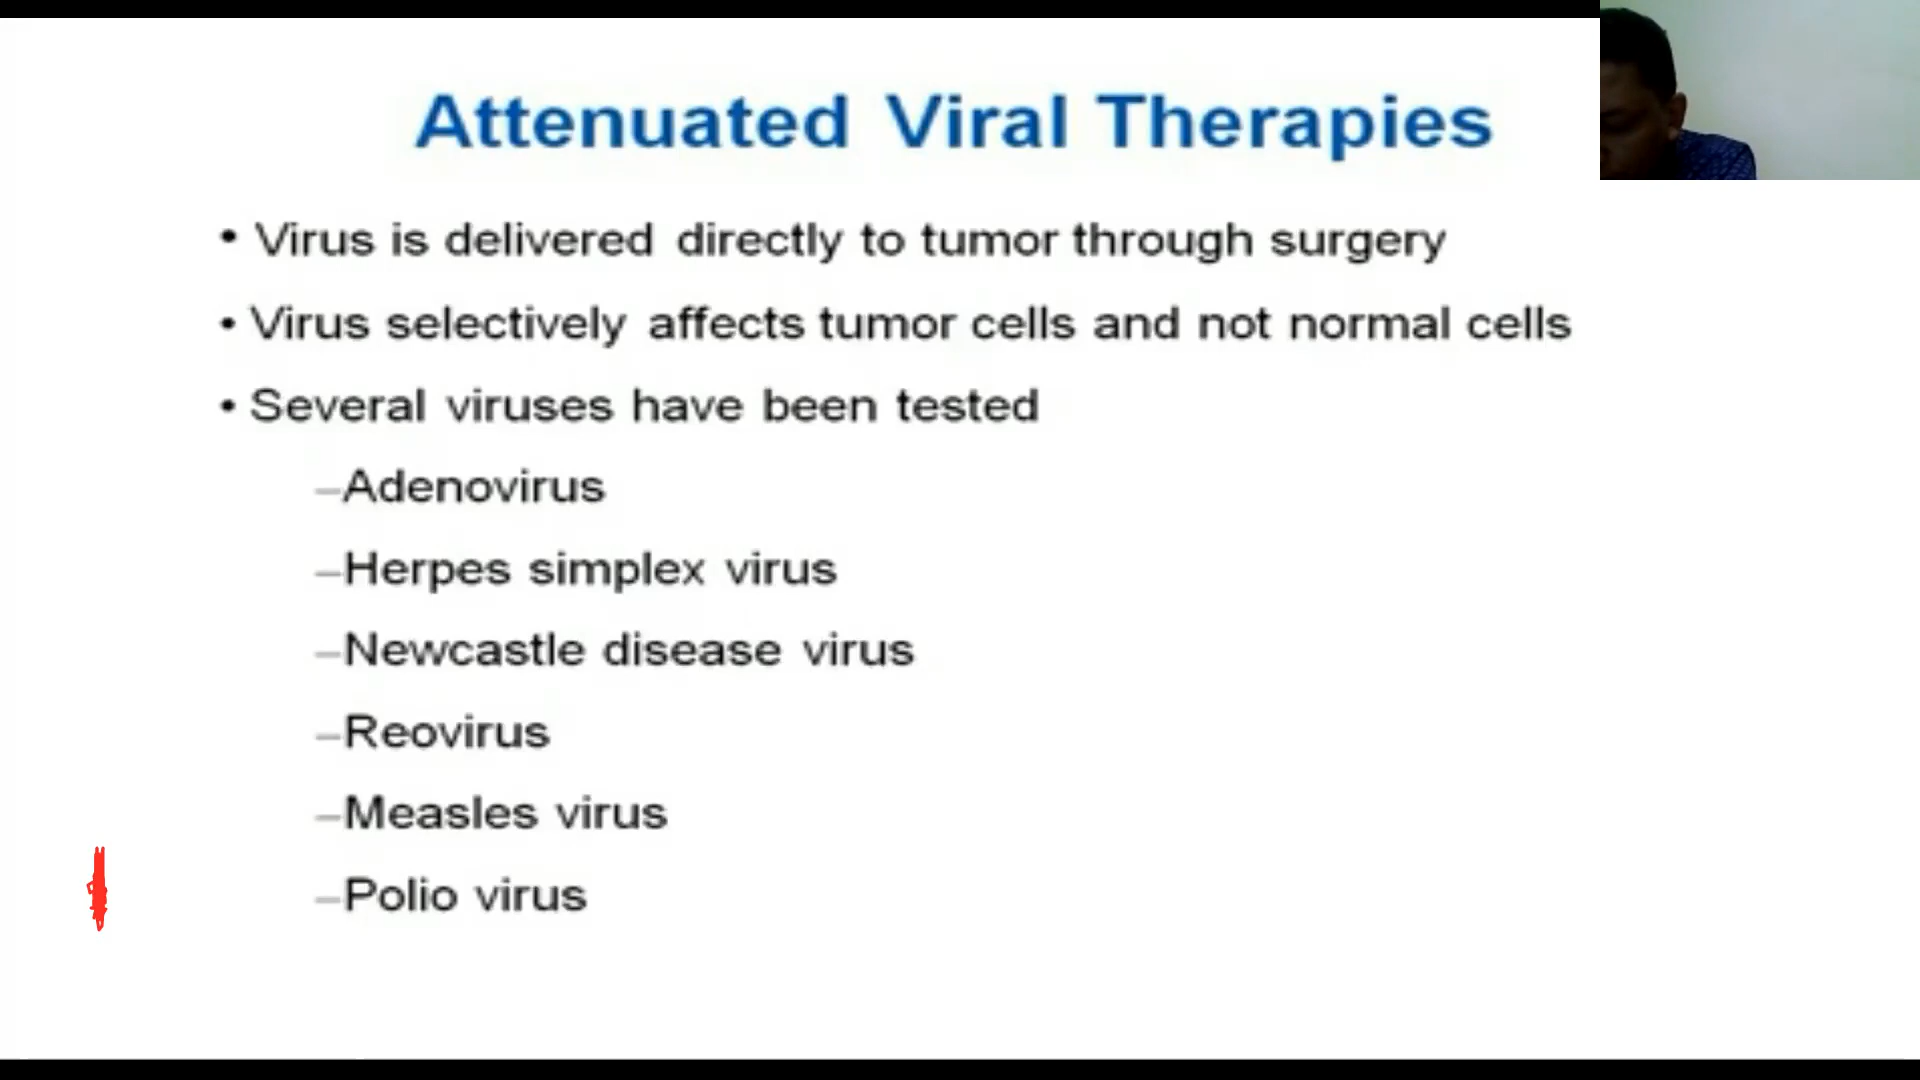 Attenuated Viral Therapies
• Virus is delivered directly to tumor through surgery
• Virus selectively affects tumor cells and not normal cells
• Several viruses have been tested
–Adenovirus
–Herpes simplex virus
–Newcastle disease virus
–Reovirus
–Measles virus
–Polio virus